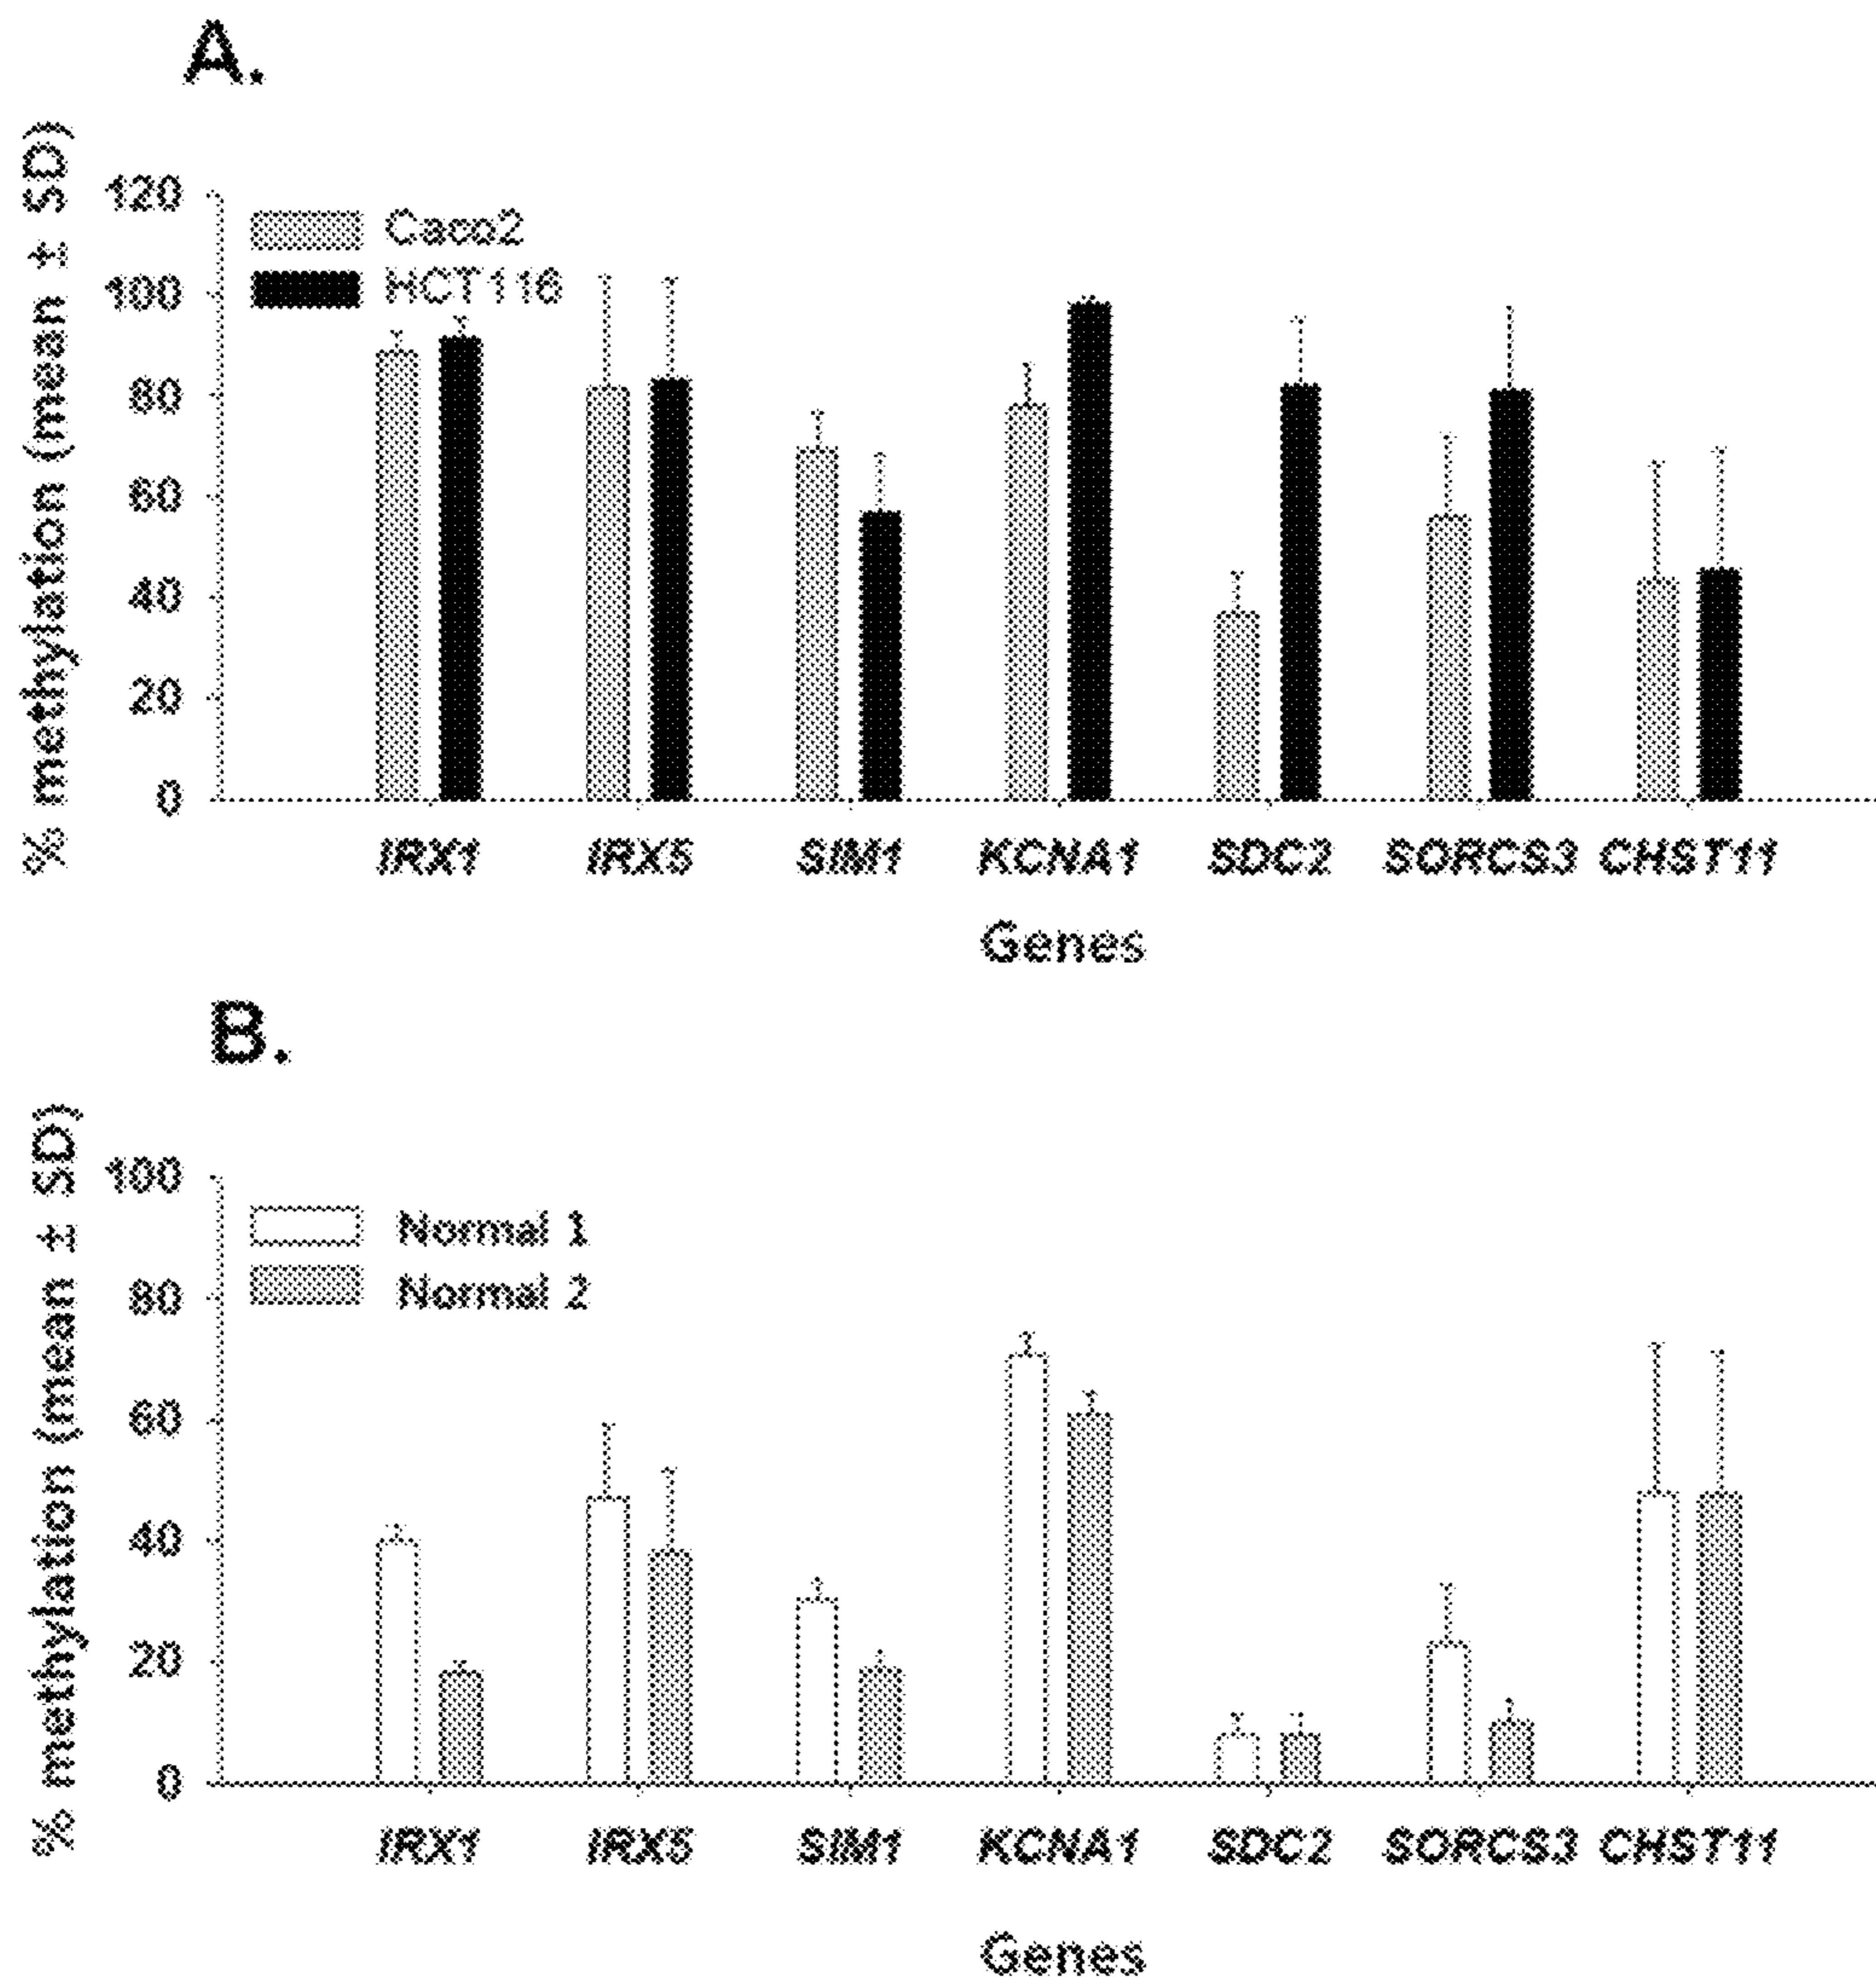 A.
% methylation (mean ± SD)
120
100
80
60
40
20
0
Caco2
HCT116
IRX1 IRX5 SIM1 KCNA1 SDC2 SORCS3 CHST11
Genes
B.
% methylation (mean ± SD)
100
80
60
40
20
0
Normal 1
Normal 2
IRX1 IRX5 SIM1 KCNA1 SDC2 SORCS3 CHST11
Genes